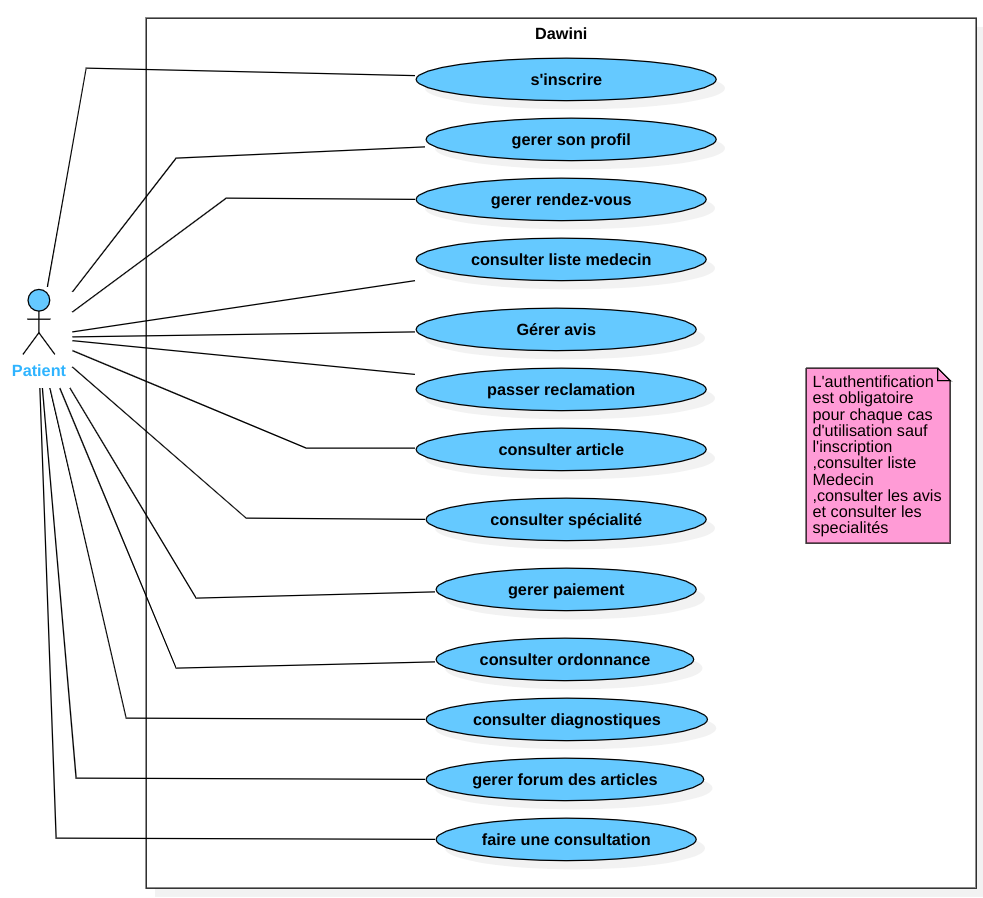 Dawini
s'inscrire
gerer son profil
gerer rendez-vous
consulter liste medecin
Gérer avis
Patient
passer reclamation
consulter article
consulter spécialité
gerer paiement
consulter ordonnance
consulter diagnostiques
gerer forum des articles
faire une consultation
L'authentification
est obligatoire
pour chaque cas
d'utilisation sauf
l'inscription
,consulter liste
Medecin
,consulter les avis
et consulter les
specialités